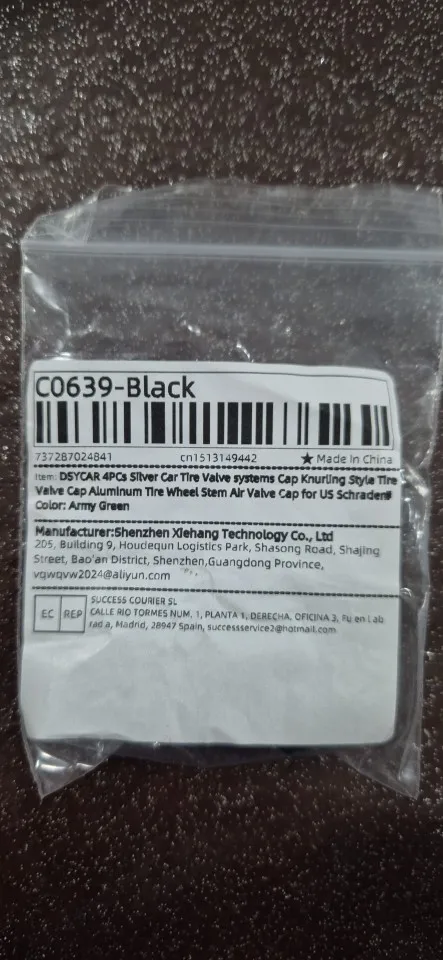 C0639-Black
737287024841 cn1513149442 ★ Made In China
Item: DSYCAR 4PCs Silver Car Tire Valve systems Cap Knurling Style Tire
Valve Cap Aluminum Tire Wheel Stem Air Valve Cap for US Schrader
Color: Army Green
Manufacturer:Shenzhen Xiehang Technology Co., Ltd
205, Building 9, Houdequn Logistics Park, Shasong Road, Shajing
Street, Bao'an District, Shenzhen,Guangdong Province,
vqwqvw2024@aliyun.com
EC REP
SUCCESS COURIER SL
CALLE RIO TORMES NUM. 1, PLANTA 1, DERECHA, OFICINA 3, Fu en Lab
rad a, Madrid, 28947 Spain, successservice2@hotmail.com